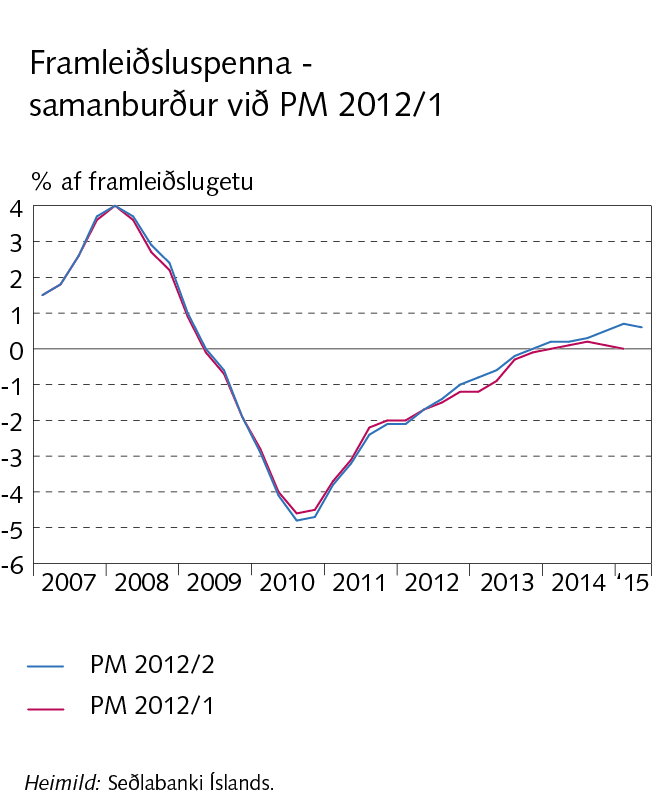 Framleiðsluspenna -
samanburður við PM 2012/1
% af framleiðslugetu
4
3
2
1
0
-1
-2
-3
-4
-5
-6
2007 2008 2009 2010 2011 2012 2013 2014 ‘15
PM 2012/2
PM 2012/1
Heimild: Seðlabanki Íslands.